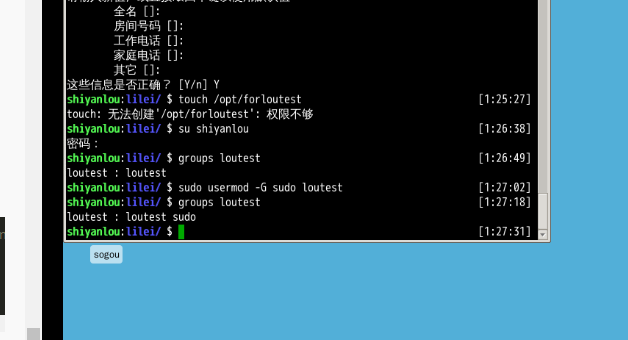 全名 []:
房间号码 []:
工作电话 []:
家庭电话 []:
其它 []:
这些信息是否正确？ [Y/n] Y
shiyanlou:lilei/ $ touch /opt/forloutest [1:25:27]
touch: 无法创建'/opt/forloutest': 权限不够
shiyanlou:lilei/ $ su shiyanlou [1:26:38]
密码：
shiyanlou:lilei/ $ groups loutest [1:26:49]
loutest : loutest
shiyanlou:lilei/ $ sudo usermod -G sudo loutest [1:27:02]
shiyanlou:lilei/ $ groups loutest [1:27:18]
loutest : loutest sudo
shiyanlou:lilei/ $ [1:27:31]
sogou